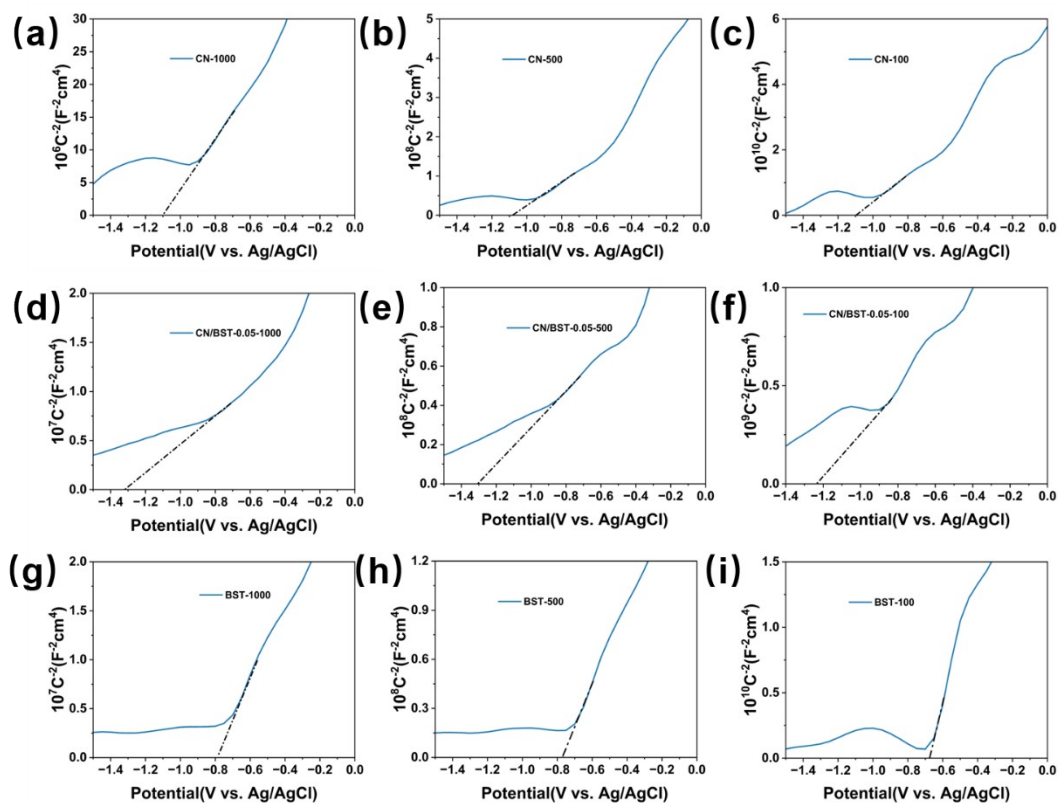 (a)
30
25
20
15
10
5
0
CN-1000
10⁶C⁻²(F⁻²cm⁴)
−1.4 −1.2 −1.0 −0.8 −0.6 −0.4 −0.2 0.0
Potential(V vs. Ag/AgCl)
(b)
5
4
3
2
1
0
CN-500
10⁸C⁻²(F⁻²cm⁴)
−1.4 −1.2 −1.0 −0.8 −0.6 −0.4 −0.2 0.0
Potential(V vs. Ag/AgCl)
(c)
6
4
2
0
CN-100
10¹⁰C⁻²(F⁻²cm⁴)
−1.4 −1.2 −1.0 −0.8 −0.6 −0.4 −0.2 0.0
Potential(V vs. Ag/AgCl)
(d)
2.0
1.5
1.0
0.5
0.0
CN/BST-0.05-1000
10⁷C⁻²(F⁻²cm⁴)
−1.4 −1.2 −1.0 −0.8 −0.6 −0.4 −0.2 0.0
Potential(V vs. Ag/AgCl)
(e)
1.0
0.8
0.6
0.4
0.2
0.0
CN/BST-0.05-500
10⁸C⁻²(F⁻²cm⁴)
−1.4 −1.2 −1.0 −0.8 −0.6 −0.4 −0.2 0.0
Potential(V vs. Ag/AgCl)
(f)
1.0
0.5
0.0
CN/BST-0.05-100
10⁹C⁻²(F⁻²cm⁴)
−1.4 −1.2 −1.0 −0.8 −0.6 −0.4 −0.2 0.0
Potential(V vs. Ag/AgCl)
(g)
2.0
1.5
1.0
0.5
0.0
BST-1000
10⁷C⁻²(F⁻²cm⁴)
−1.4 −1.2 −1.0 −0.8 −0.6 −0.4 −0.2 0.0
Potential(V vs. Ag/AgCl)
(h)
1.2
0.9
0.6
0.3
0.0
BST-500
10⁸C⁻²(F⁻²cm⁴)
−1.4 −1.2 −1.0 −0.8 −0.6 −0.4 −0.2 0.0
Potential(V vs. Ag/AgCl)
(i)
1.5
1.0
0.5
0.0
BST-100
10¹⁰C⁻²(F⁻²cm⁴)
−1.4 −1.2 −1.0 −0.8 −0.6 −0.4 −0.2 0.0
Potential(V vs. Ag/AgCl)